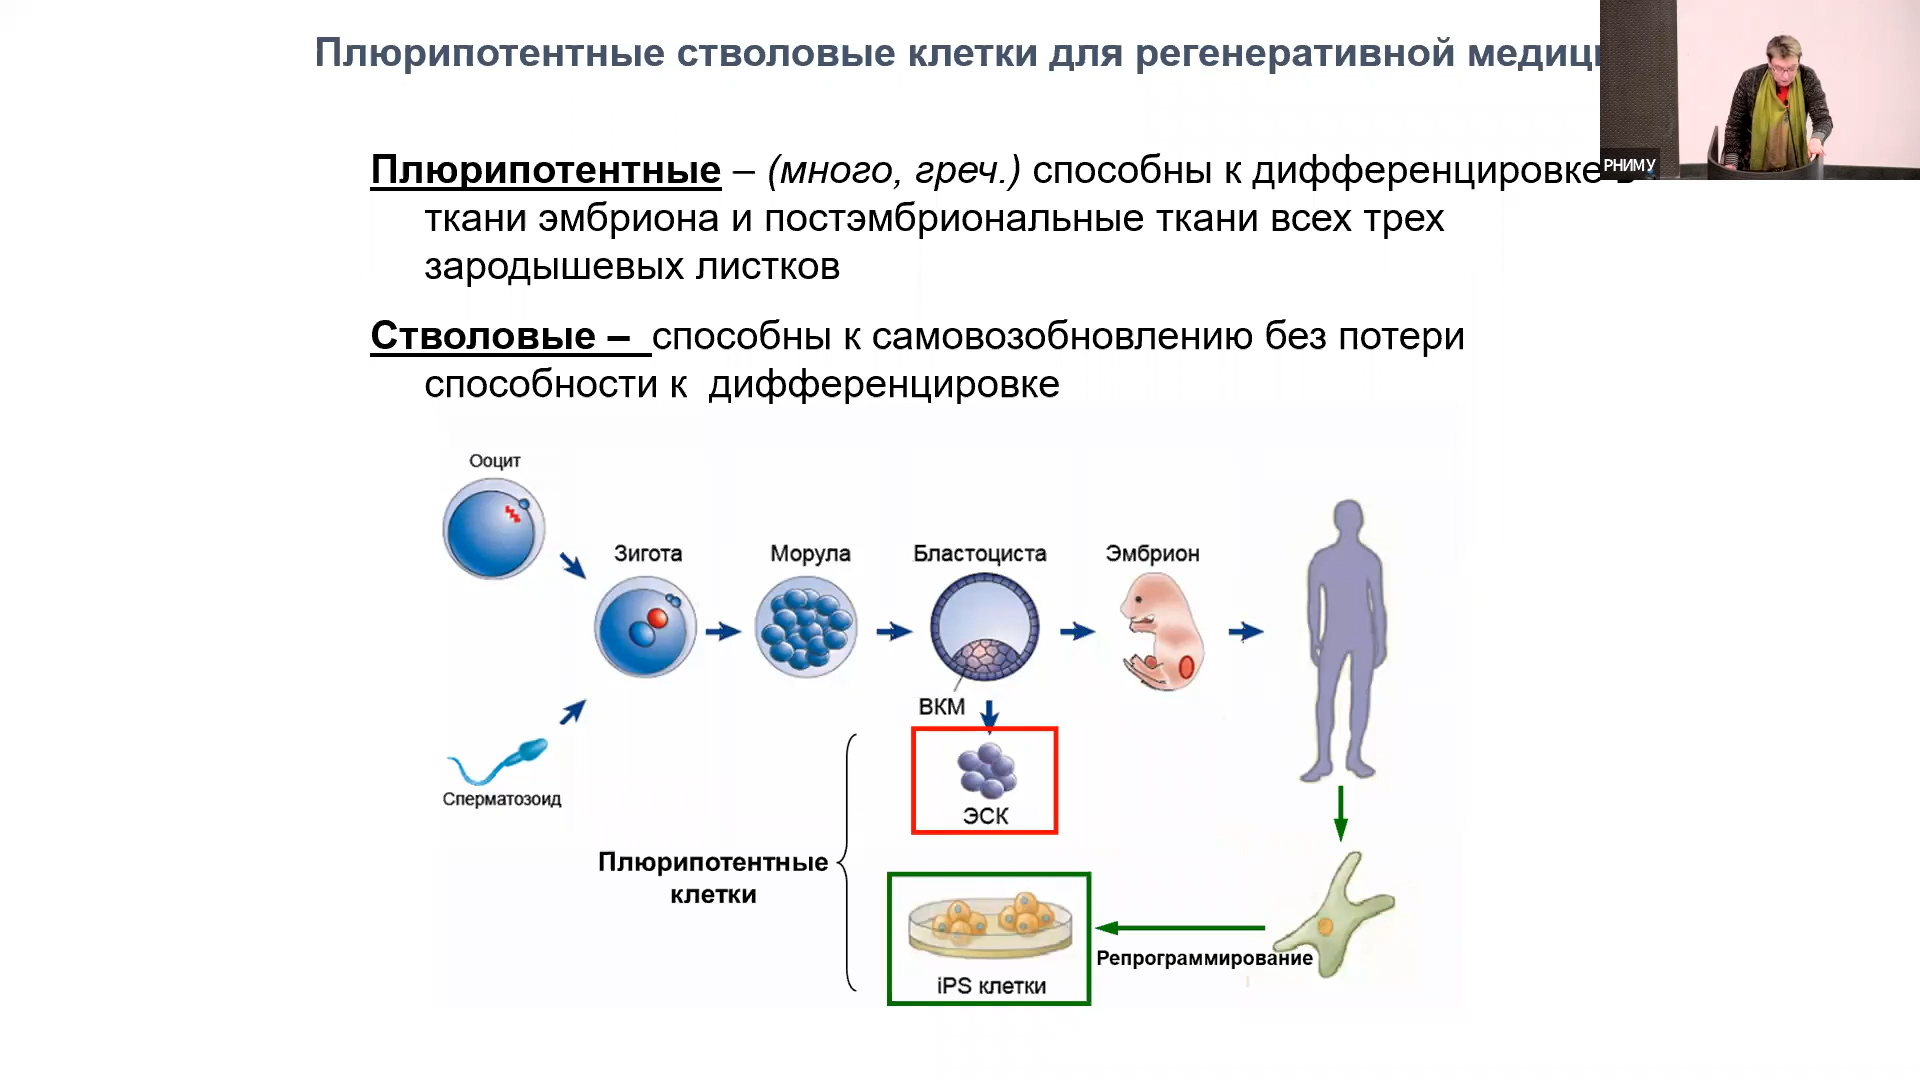 Плюрипотентные стволовые клетки для регенеративной медиц
РНИМУ
Плюрипотентные – (много, греч.) способны к дифференцировке
ткани эмбриона и постэмбриональные ткани всех трех
зародышевых листков
Стволовые – способны к самовозобновлению без потери
способности к дифференцировке
Ооцит
Зигота
Морула
Бластоциста
Эмбрион
ВКМ
Сперматозоид
ЭСК
Плюрипотентные
клетки
Репрограммирование
iPS клетки